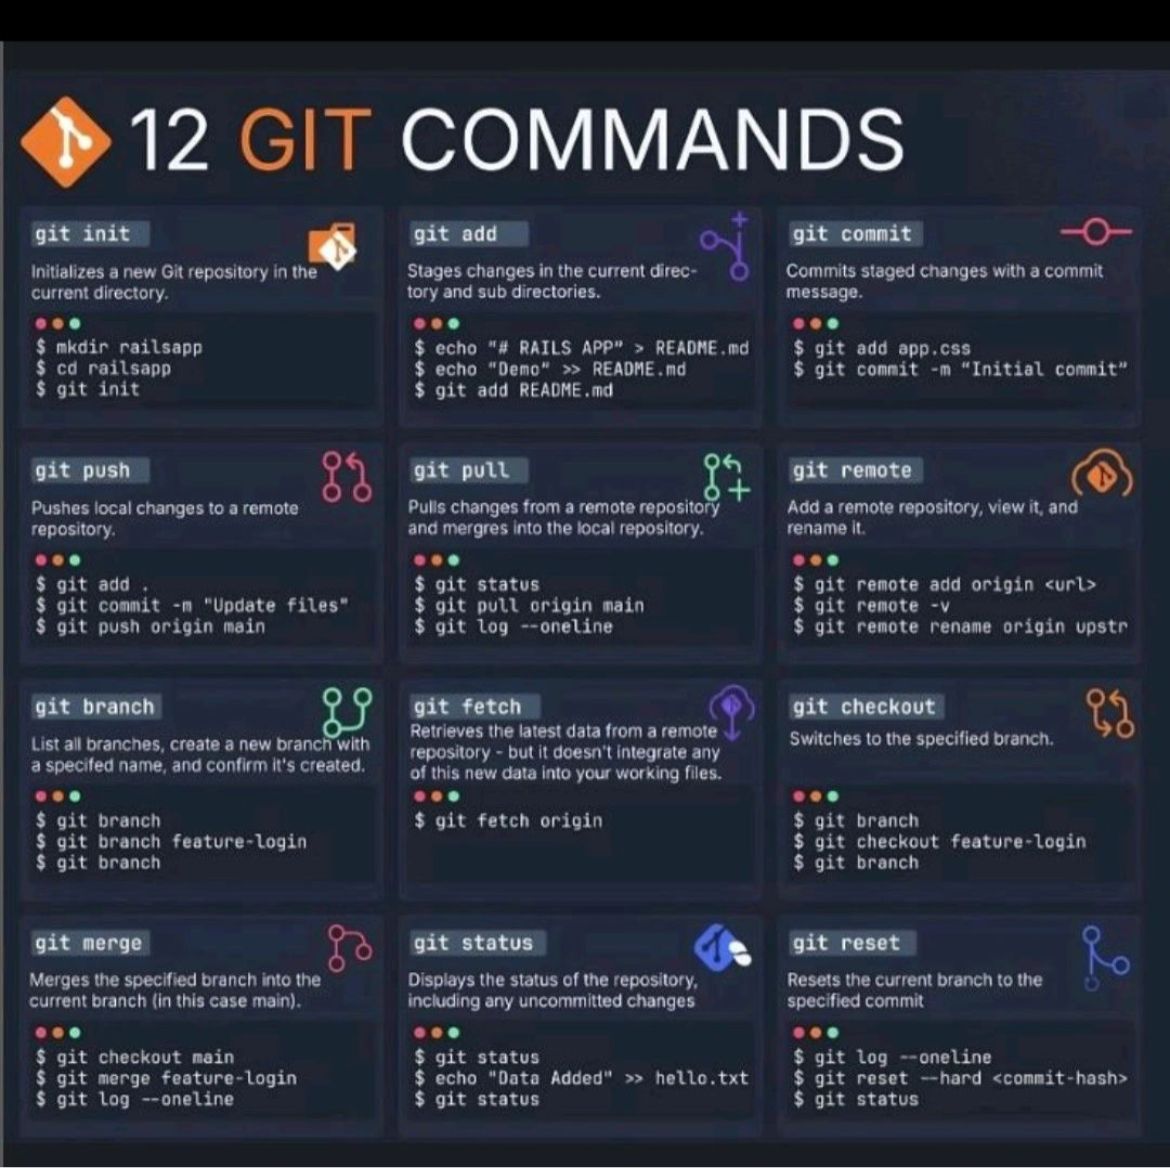 12 GIT COMMANDS
git init
Initializes a new Git repository in the
current directory.
$ mkdir railsapp
$ cd railsapp
$ git init
git add
Stages changes in the current direc-
tory and sub directories.
$ echo "# RAILS APP" > README.md
$ echo "Demo" >> README.md
$ git add README.md
git commit
Commits staged changes with a commit
message.
$ git add app.css
$ git commit -m "Initial commit"
git push
Pushes local changes to a remote
repository.
$ git add .
$ git commit -m "Update files"
$ git push origin main
git pull
Pulls changes from a remote repository
and mergres into the local repository.
$ git status
$ git pull origin main
$ git log --oneline
git remote
Add a remote repository, view it, and
rename it.
$ git remote add origin <url>
$ git remote -v
$ git remote rename origin upstr
git branch
List all branches, create a new branch with
a specifed name, and confirm it's created.
$ git branch
$ git branch feature-login
$ git branch
git fetch
Retrieves the latest data from a remote
repository - but it doesn't integrate any
of this new data into your working files.
$ git fetch origin
git checkout
Switches to the specified branch.
$ git branch
$ git checkout feature-login
$ git branch
git merge
Merges the specified branch into the
current branch (in this case main).
$ git checkout main
$ git merge feature-login
$ git log --oneline
git status
Displays the status of the repository,
including any uncommitted changes
$ git status
$ echo "Data Added" >> hello.txt
$ git status
git reset
Resets the current branch to the
specified commit
$ git log --oneline
$ git reset --hard <commit-hash>
$ git status